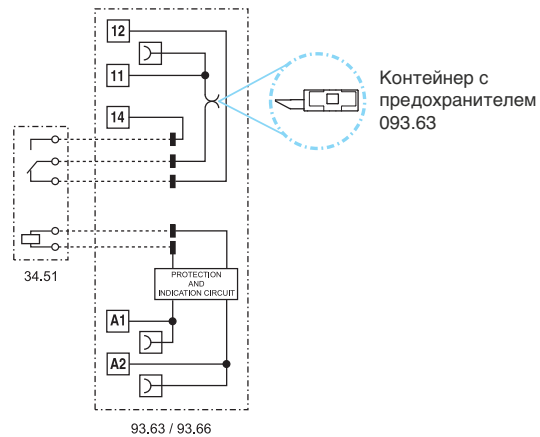 12
11
14
Контейнер с
предохранителем
093.63
34.51
PROTECTION
AND
INDICATION CIRCUIT
A1
A2
93.63 / 93.66